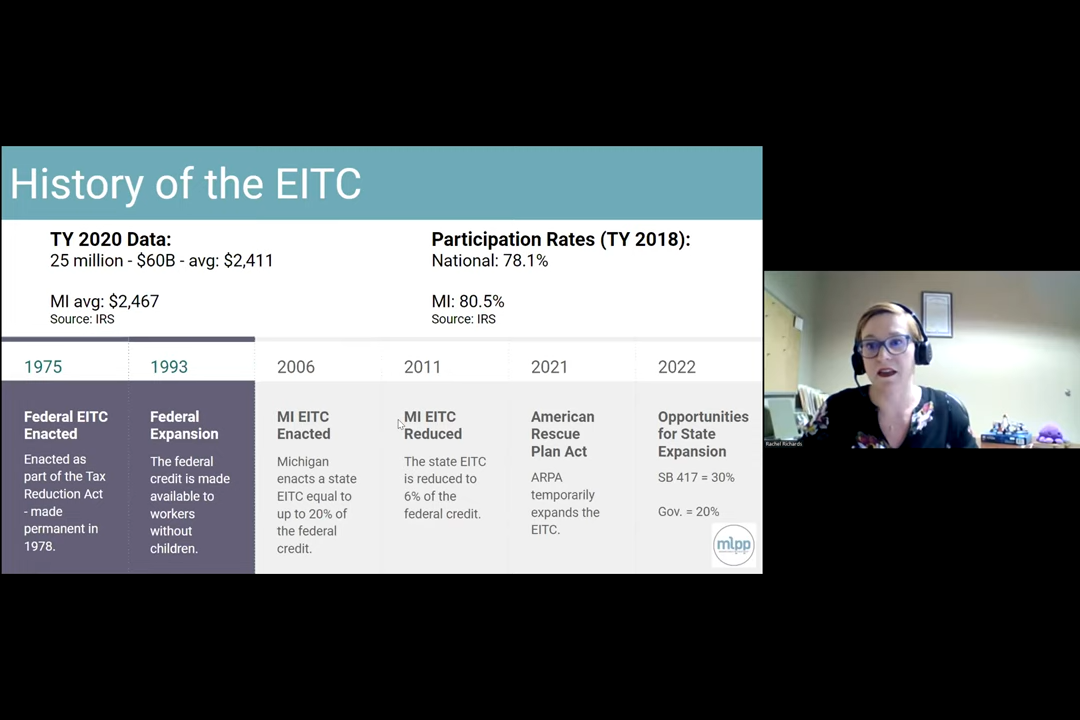 History of the EITC
TY 2020 Data:
25 million - $60B - avg: $2,411
MI avg: $2,467
Source: IRS
Participation Rates (TY 2018):
National: 78.1%
MI: 80.5%
Source: IRS
1975
Federal EITC
Enacted
Enacted as
part of the Tax
Reduction Act
- made
permanent in
1978.
1993
Federal
Expansion
The federal
credit is made
available to
workers
without
children.
2006
MI EITC
Enacted
Michigan
enacts a state
EITC equal to
up to 20% of
the federal
credit.
2011
MI EITC
Reduced
The state EITC
is reduced to
6% of the
federal credit.
2021
American
Rescue
Plan Act
ARPA
temporarily
expands the
EITC.
2022
Opportunities
for State
Expansion
SB 417 = 30%
Gov. = 20%
mlpp
Rachel Richards